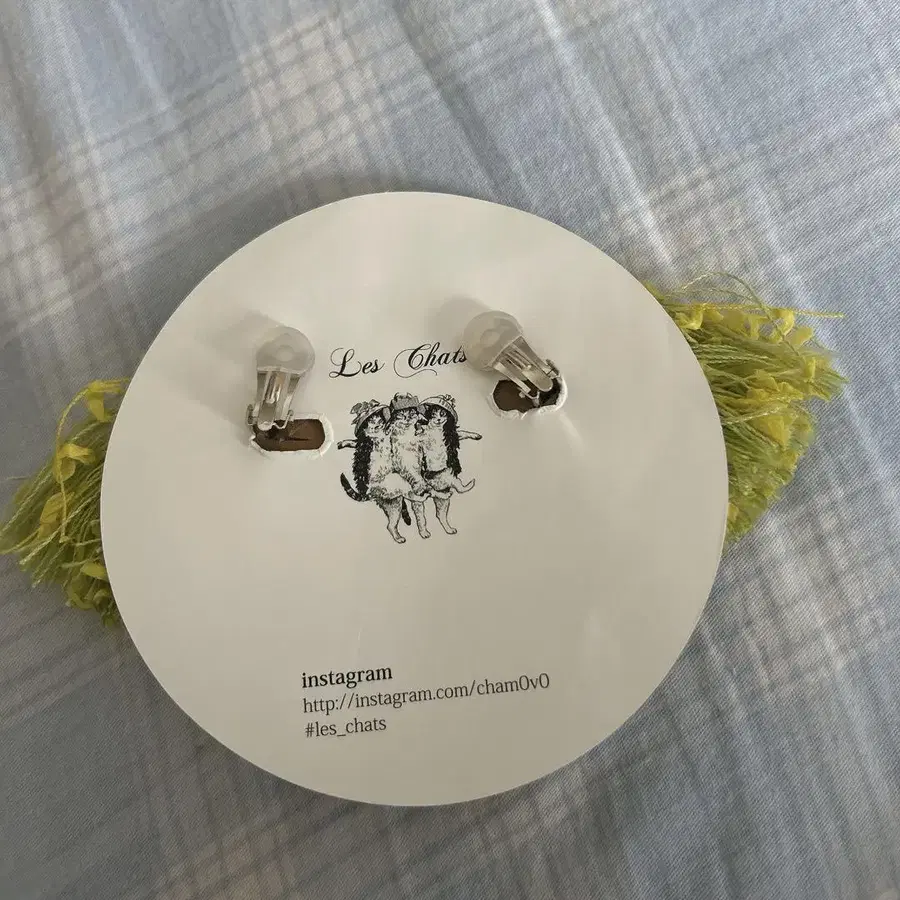 Les Chats
instagram
http://instagram.com/cham0v0
#les_chats